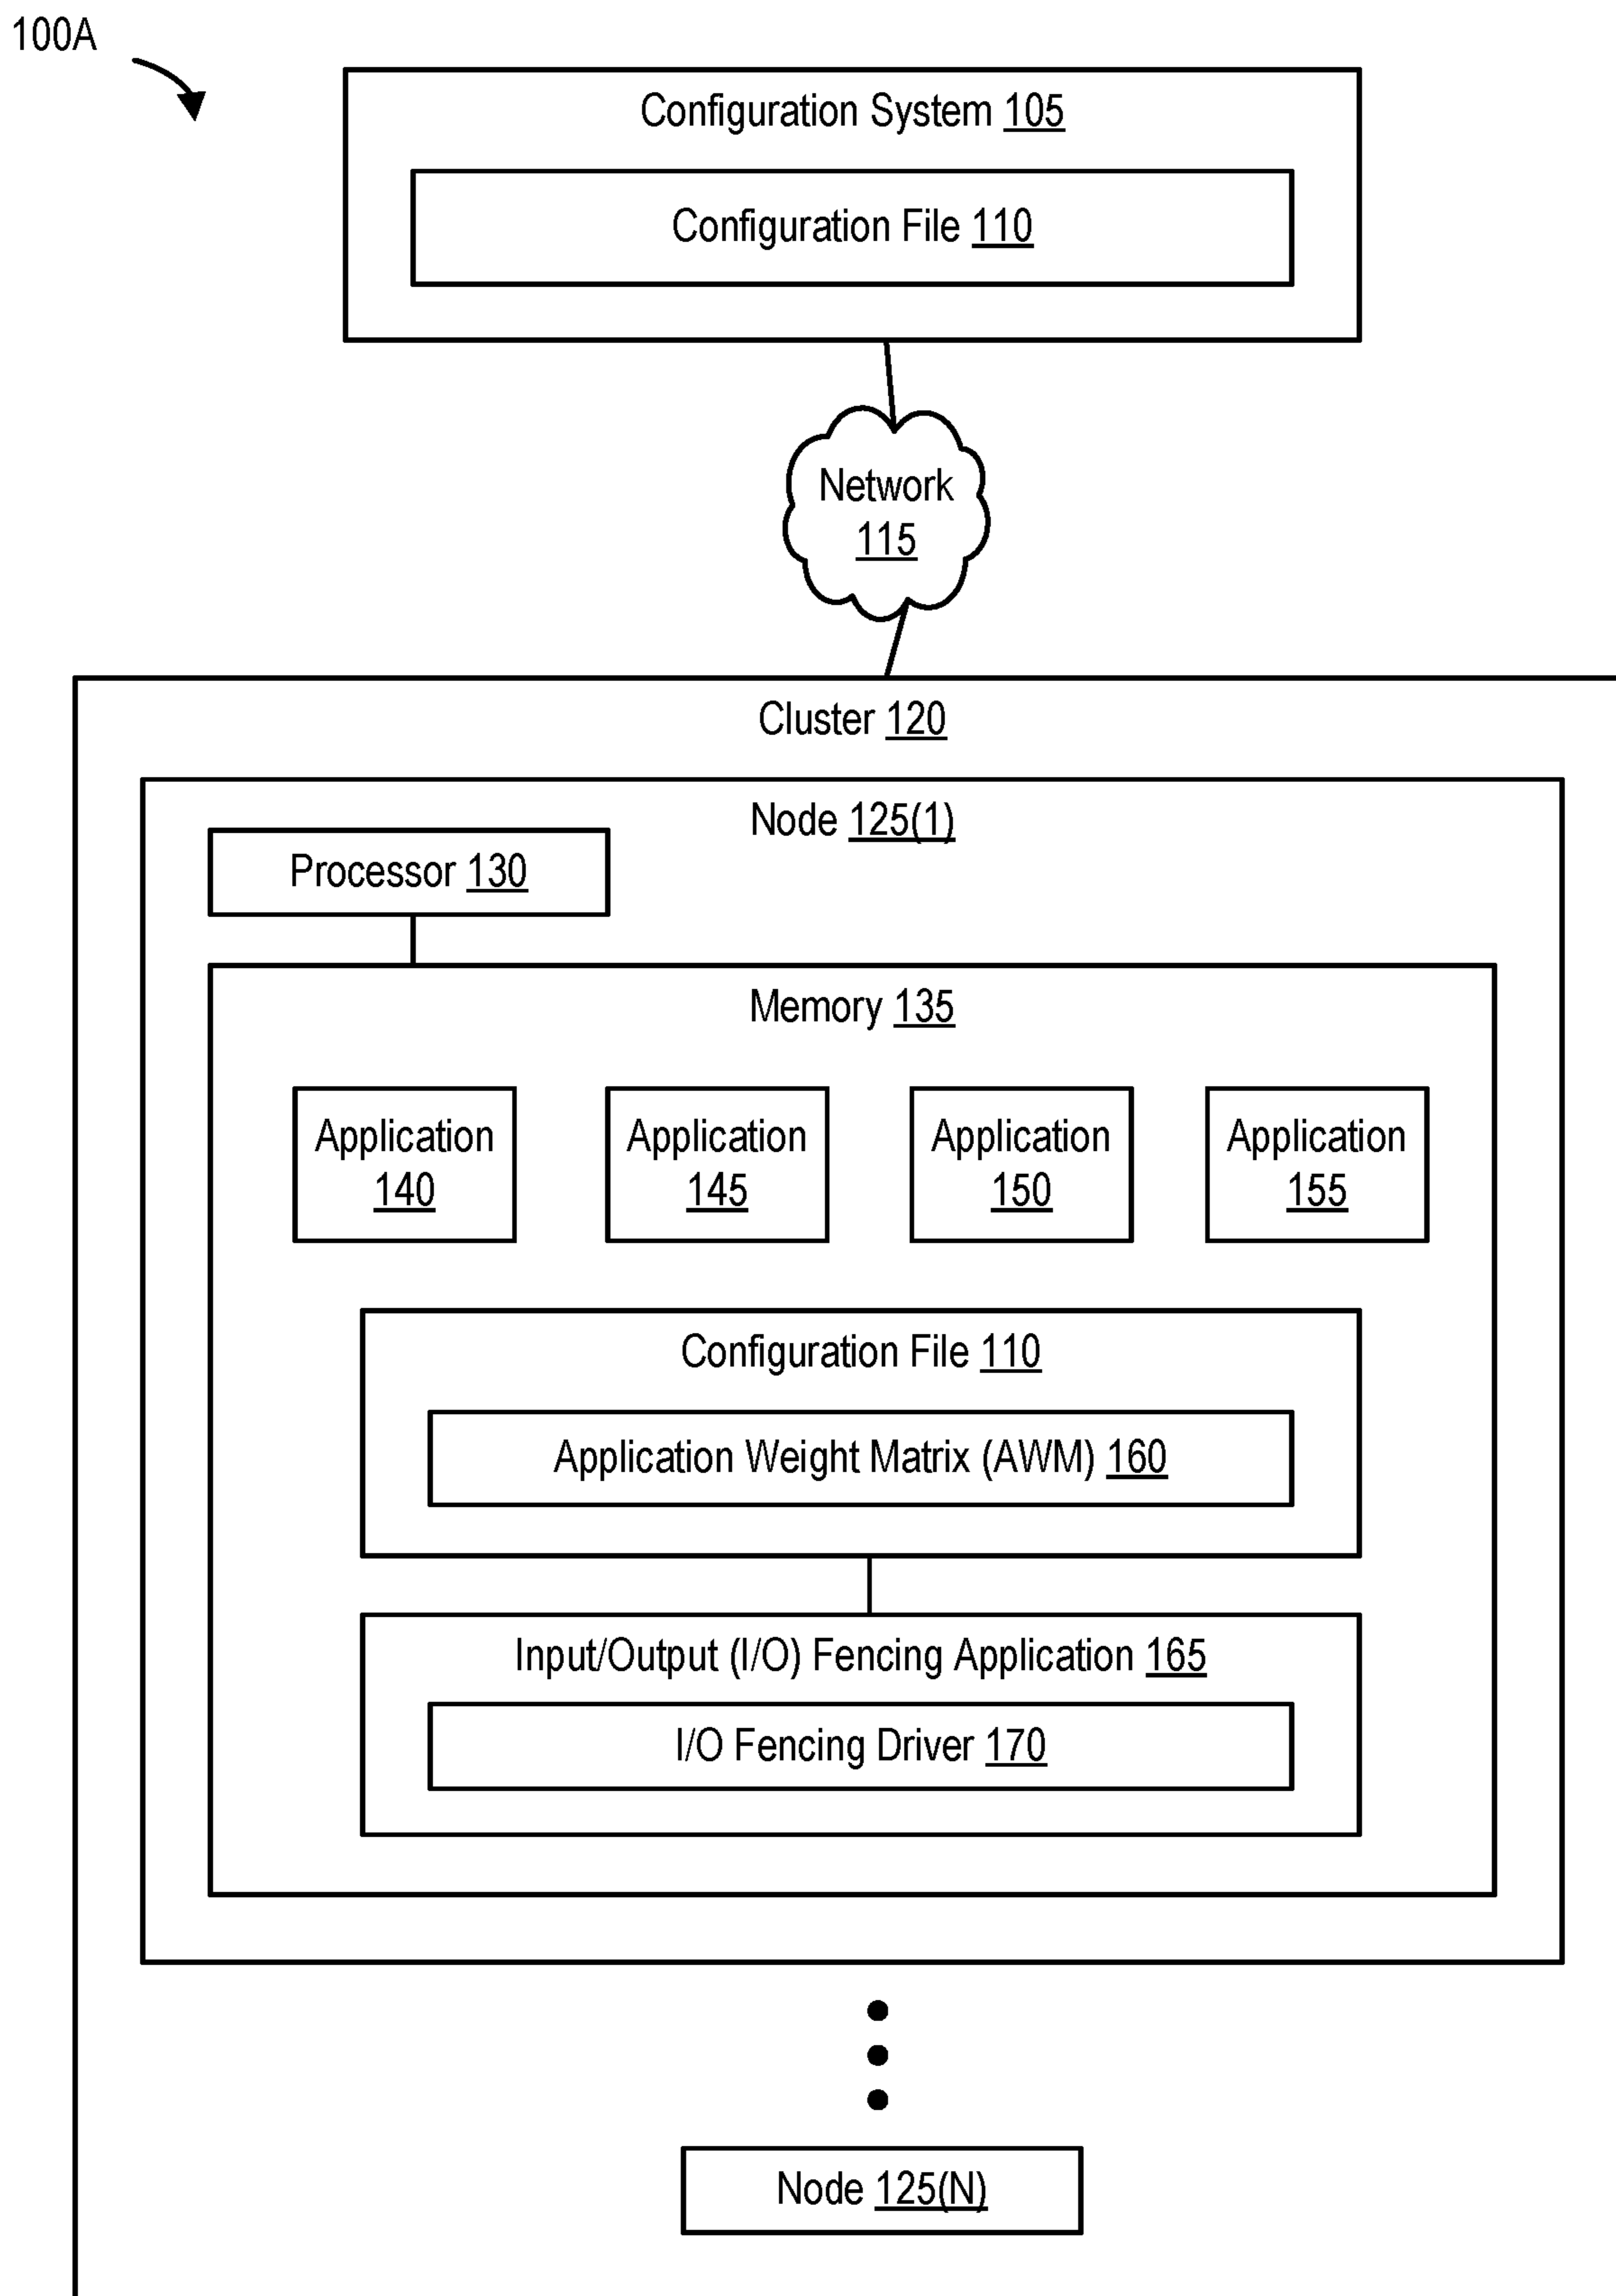 100A
Configuration System 105
Configuration File 110
Network
115
Cluster 120
Node 125(1)
Processor 130
Memory 135
Application
140
Application
145
Application
150
Application
155
Configuration File 110
Application Weight Matrix (AWM) 160
Input/Output (I/O) Fencing Application 165
I/O Fencing Driver 170
Node 125(N)